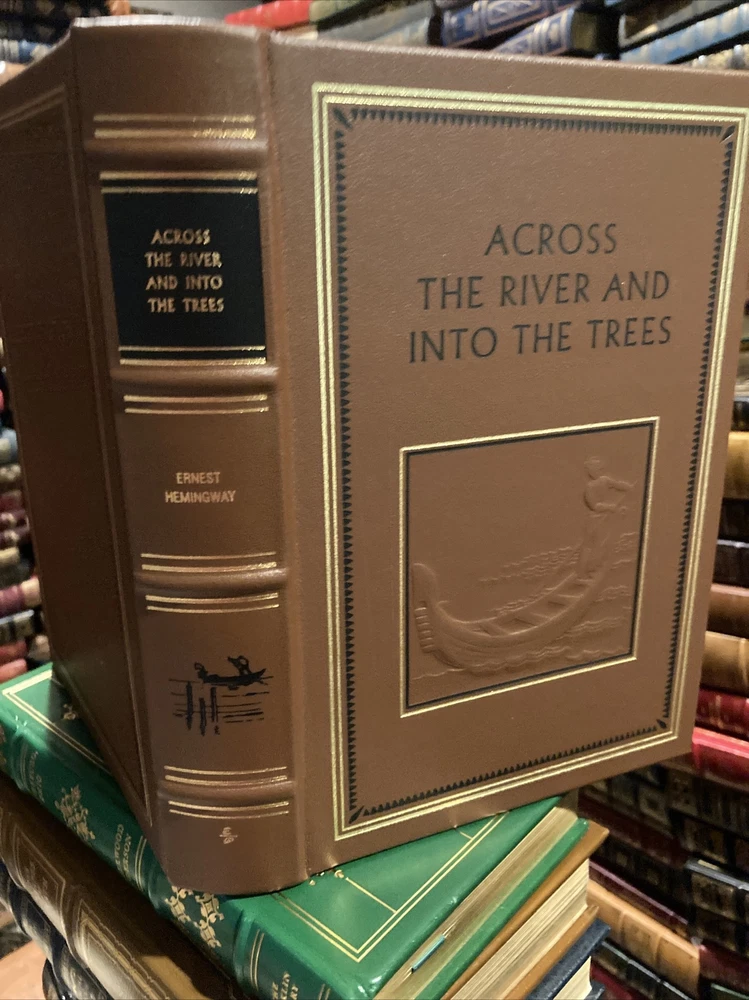 ACROSS
THE RIVER
AND INTO
THE TREES
ERNEST
HEMINGWAY
ACROSS
THE RIVER AND
INTO THE TREES